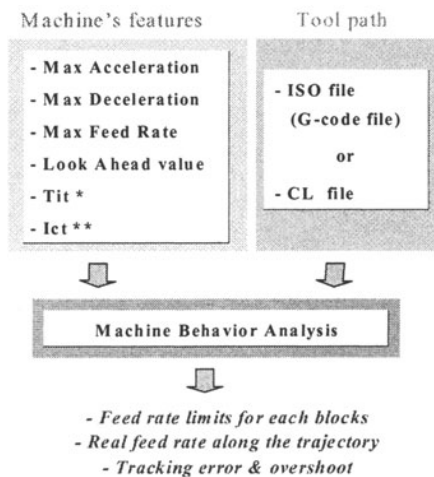 Machine's features
Tool path
- Max Acceleration
- Max Deceleration
- Max Feed Rate
- Look Ahead value
- Tit *
- Ict **
- ISO file
(G-code file)
or
- CL file
Machine Behavior Analysis
- Feed rate limits for each blocks
- Real feed rate along the trajectory
- Tracking error & overshoot